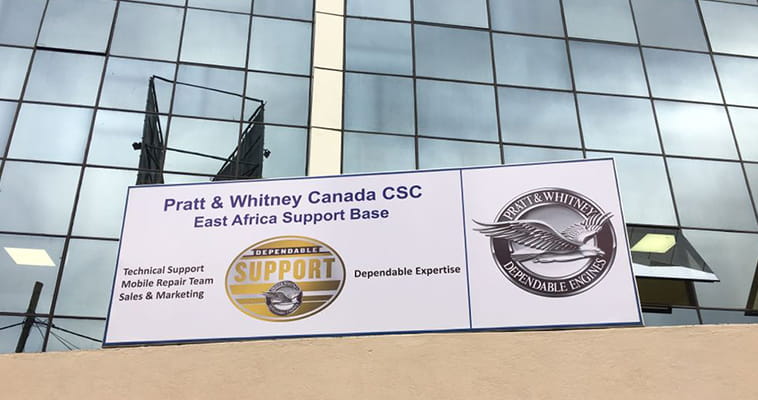 Pratt & Whitney Canada CSC
East Africa Support Base
Technical Support
Mobile Repair Team
Sales & Marketing
DEPENDABLE
SUPPORT
Dependable Expertise
PRATT & WHITNEY
DEPENDABLE ENGINES